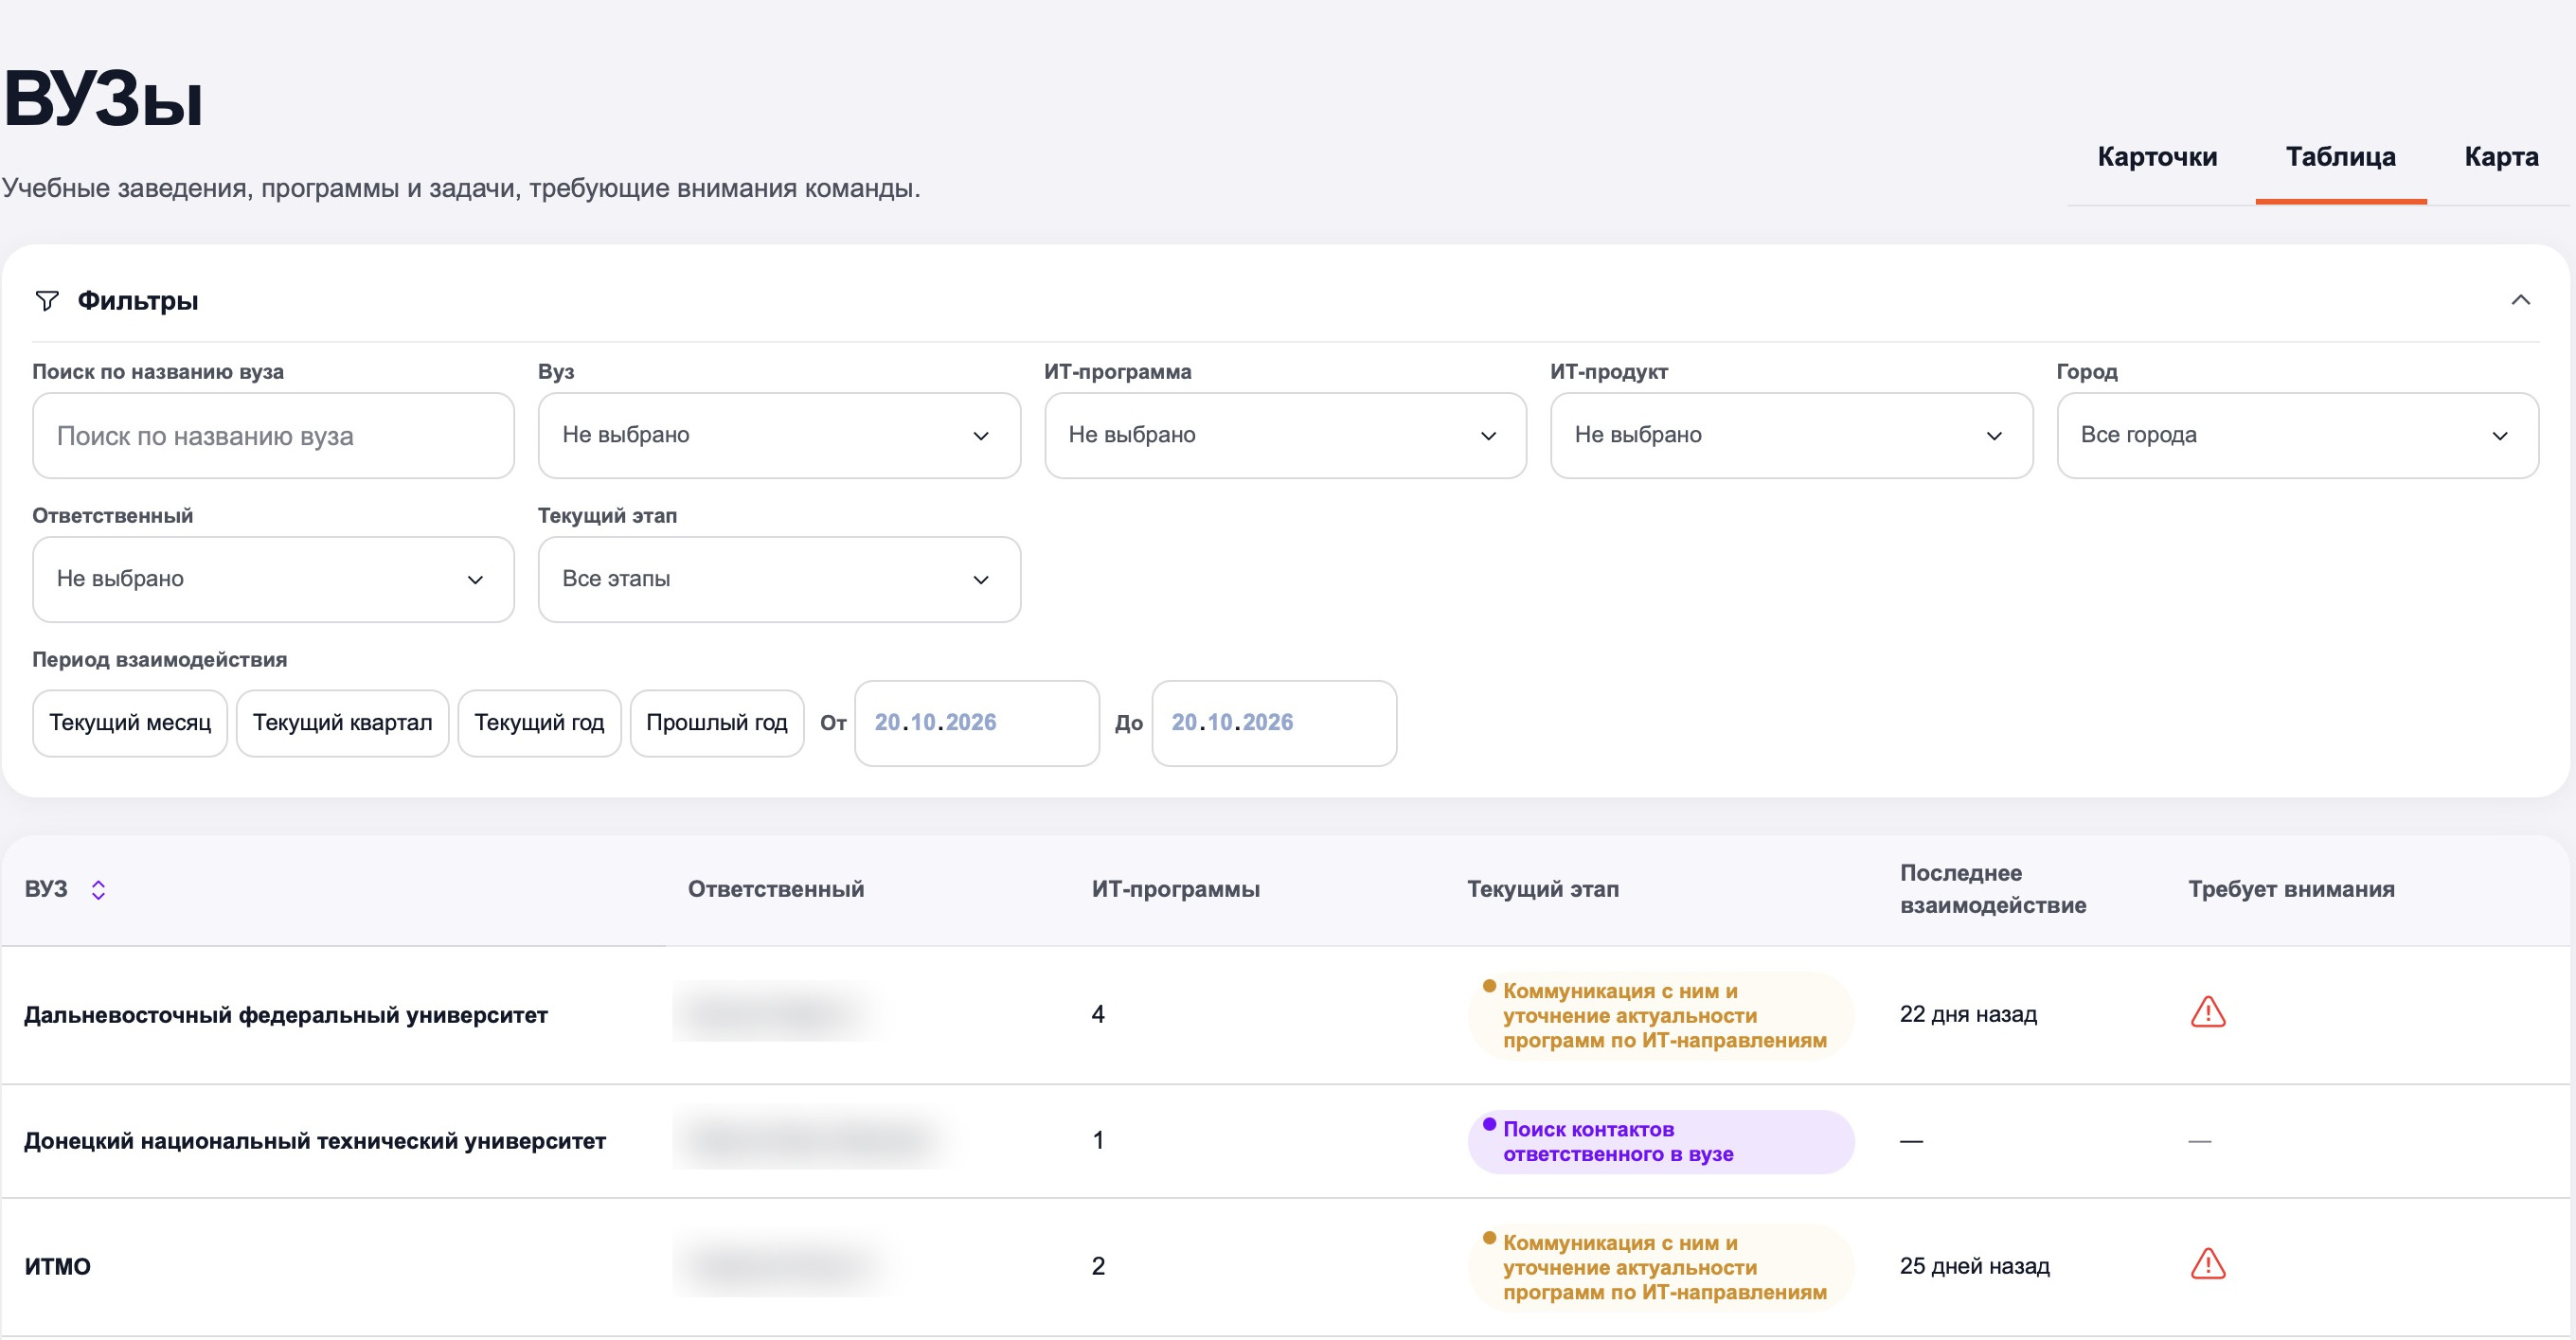 ВУЗы
Учебные заведения, программы и задачи, требующие внимания команды.
Карточки
Таблица
Карта
Фильтры
Поиск по названию вуза
Вуз
ИТ-программа
ИТ-продукт
Город
Поиск по названию вуза
Не выбрано
Не выбрано
Не выбрано
Все города
Ответственный
Текущий этап
Не выбрано
Все этапы
Период взаимодействия
Текущий месяц
Текущий квартал
Текущий год
Прошлый год
От
20.10.2026
До
20.10.2026
ВУЗ
Ответственный
ИТ-программы
Текущий этап
Последнее
взаимодействие
Требует внимания
Дальневосточный федеральный университет
4
Коммуникация с ним и
уточнение актуальности
программ по ИТ-направлениям
22 дня назад
Донецкий национальный технический университет
1
Поиск контактов
ответственного в вузе
—
—
ИТМО
2
Коммуникация с ним и
уточнение актуальности
программ по ИТ-направлениям
25 дней назад